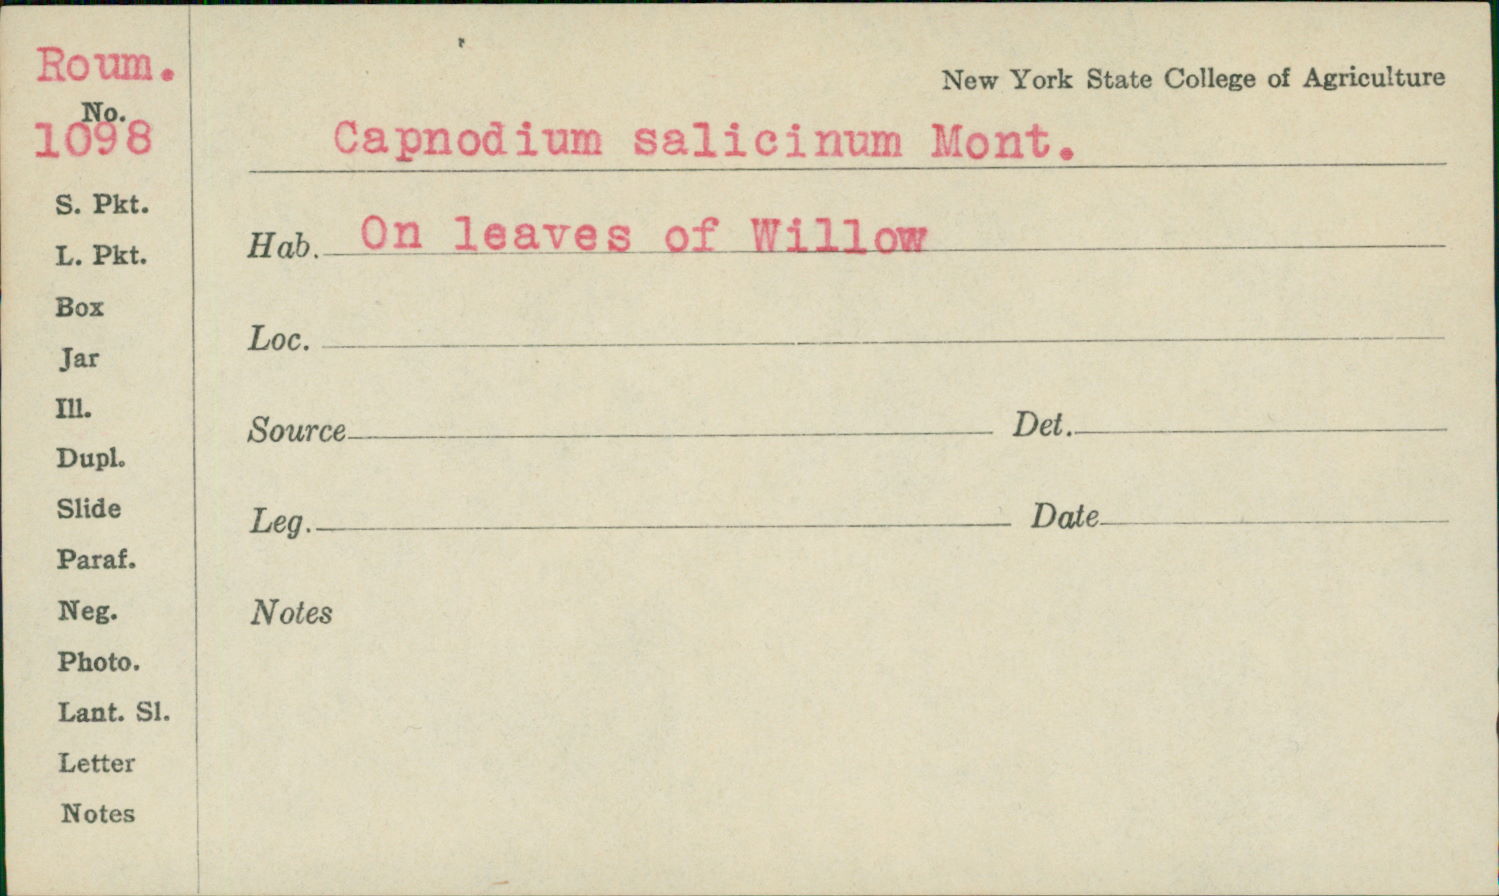 Roum.
No.
1098
S. Pkt.
L. Pkt.
Box
Jar
Ill.
Dupl.
Slide
Paraf.
Neg.
Photo.
Lant. Sl.
Letter
Notes
New York State College of Agriculture
Capnodium salicinum Mont.
Hab. On leaves of Willow
Loc.
Source Det.
Leg. Date
Notes